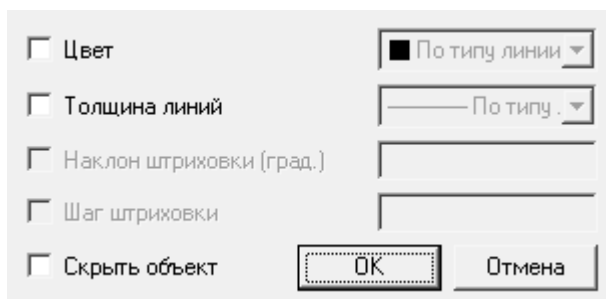 Цвет По типу линии
Толщина линий По типу .
Наклон штриховки (град.)
Шаг штриховки
Скрыть объект OK Отмена